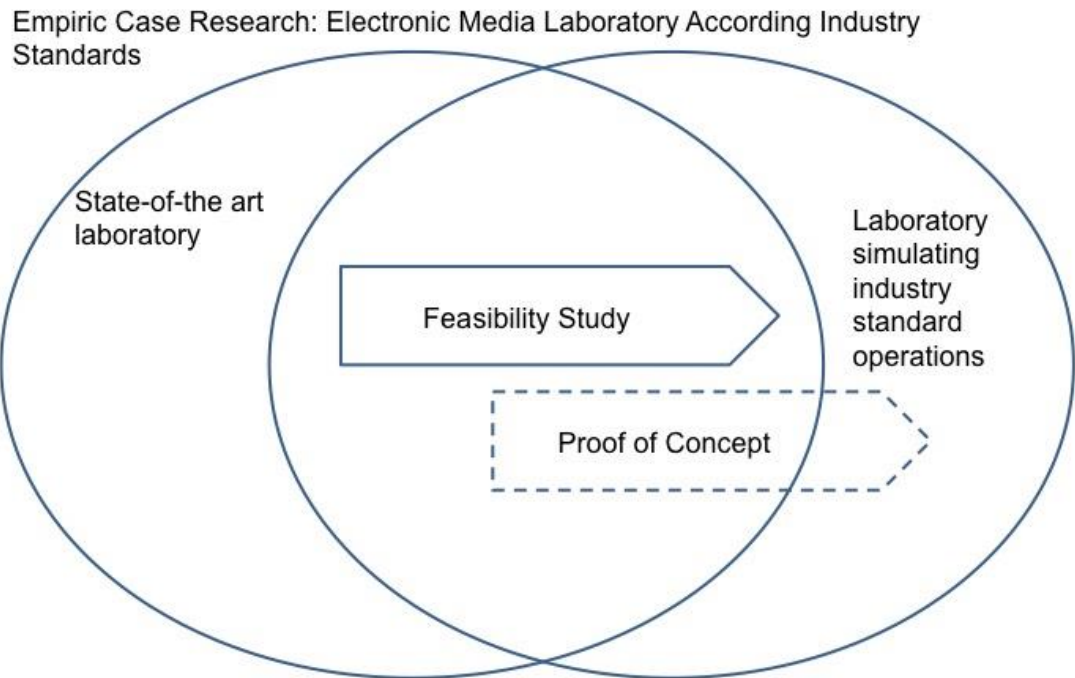 Empiric Case Research: Electronic Media Laboratory According Industry
Standards
State-of-the art
laboratory
Laboratory
simulating
industry
standard
operations
Feasibility Study
Proof of Concept